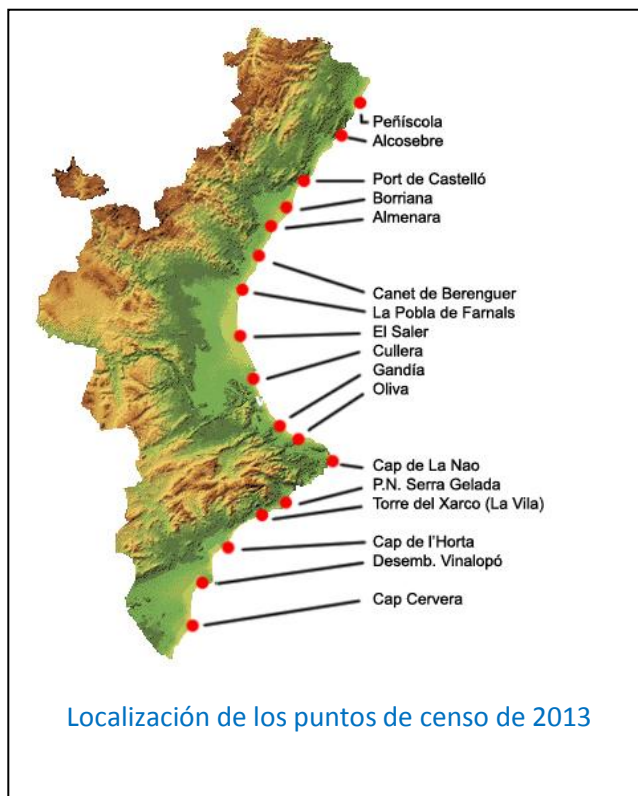 Peñíscola
Alcosebre
Port de Castelló
Borriana
Almenara
Canet de Berenguer
La Pobla de Farnals
El Saler
Cullera
Gandía
Oliva
Cap de La Nao
P.N. Serra Gelada
Torre del Xarco (La Vila)
Cap de l'Horta
Desemb. Vinalopó
Cap Cervera
Localización de los puntos de censo de 2013